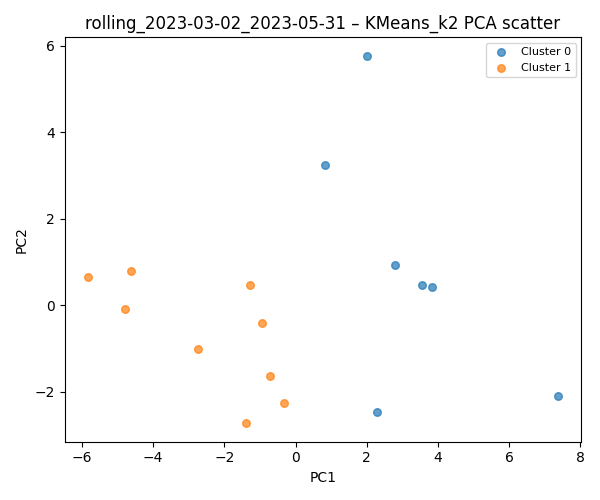 rolling_2023-03-02_2023-05-31 – KMeans_k2 PCA scatter
Cluster 0
Cluster 1
6
4
2
0
−2
PC2
−6 −4 −2 0 2 4 6 8
PC1